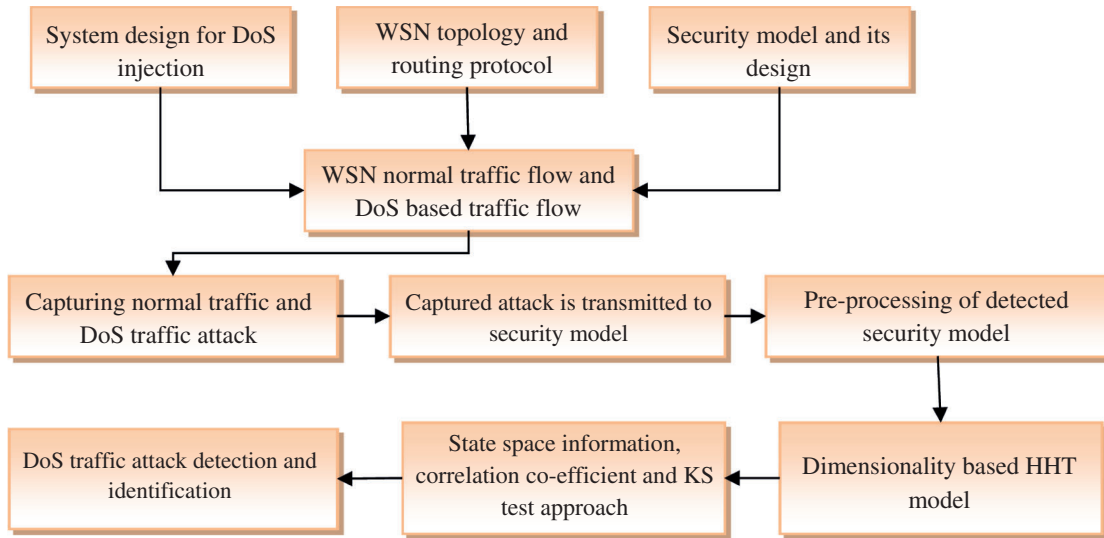 System design for DoS
injection
WSN topology and
routing protocol
Security model and its
design
WSN normal traffic flow and
DoS based traffic flow
Capturing normal traffic and
DoS traffic attack
Captured attack is transmitted to
security model
Pre-processing of detected
security model
DoS traffic attack detection and
identification
State space information,
correlation co-efficient and KS
test approach
Dimensionality based HHT
model